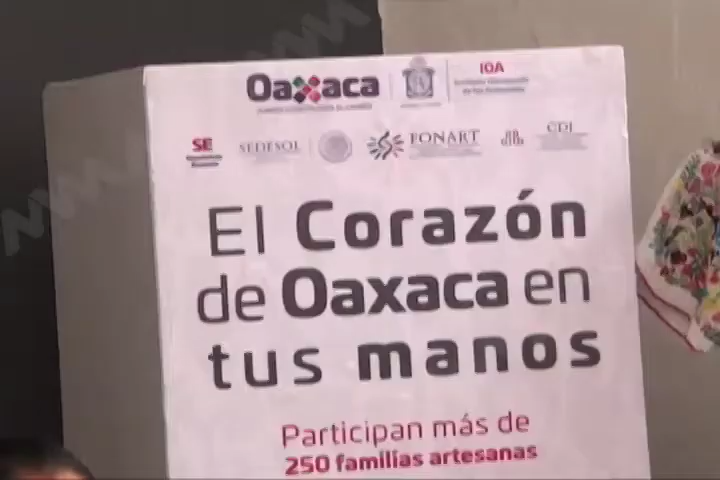 Oaxaca
IOA
SE
SEDESOL
FONART
CDI
El Corazón
de Oaxaca en
tus manos
Participan más de
250 familias artesanas